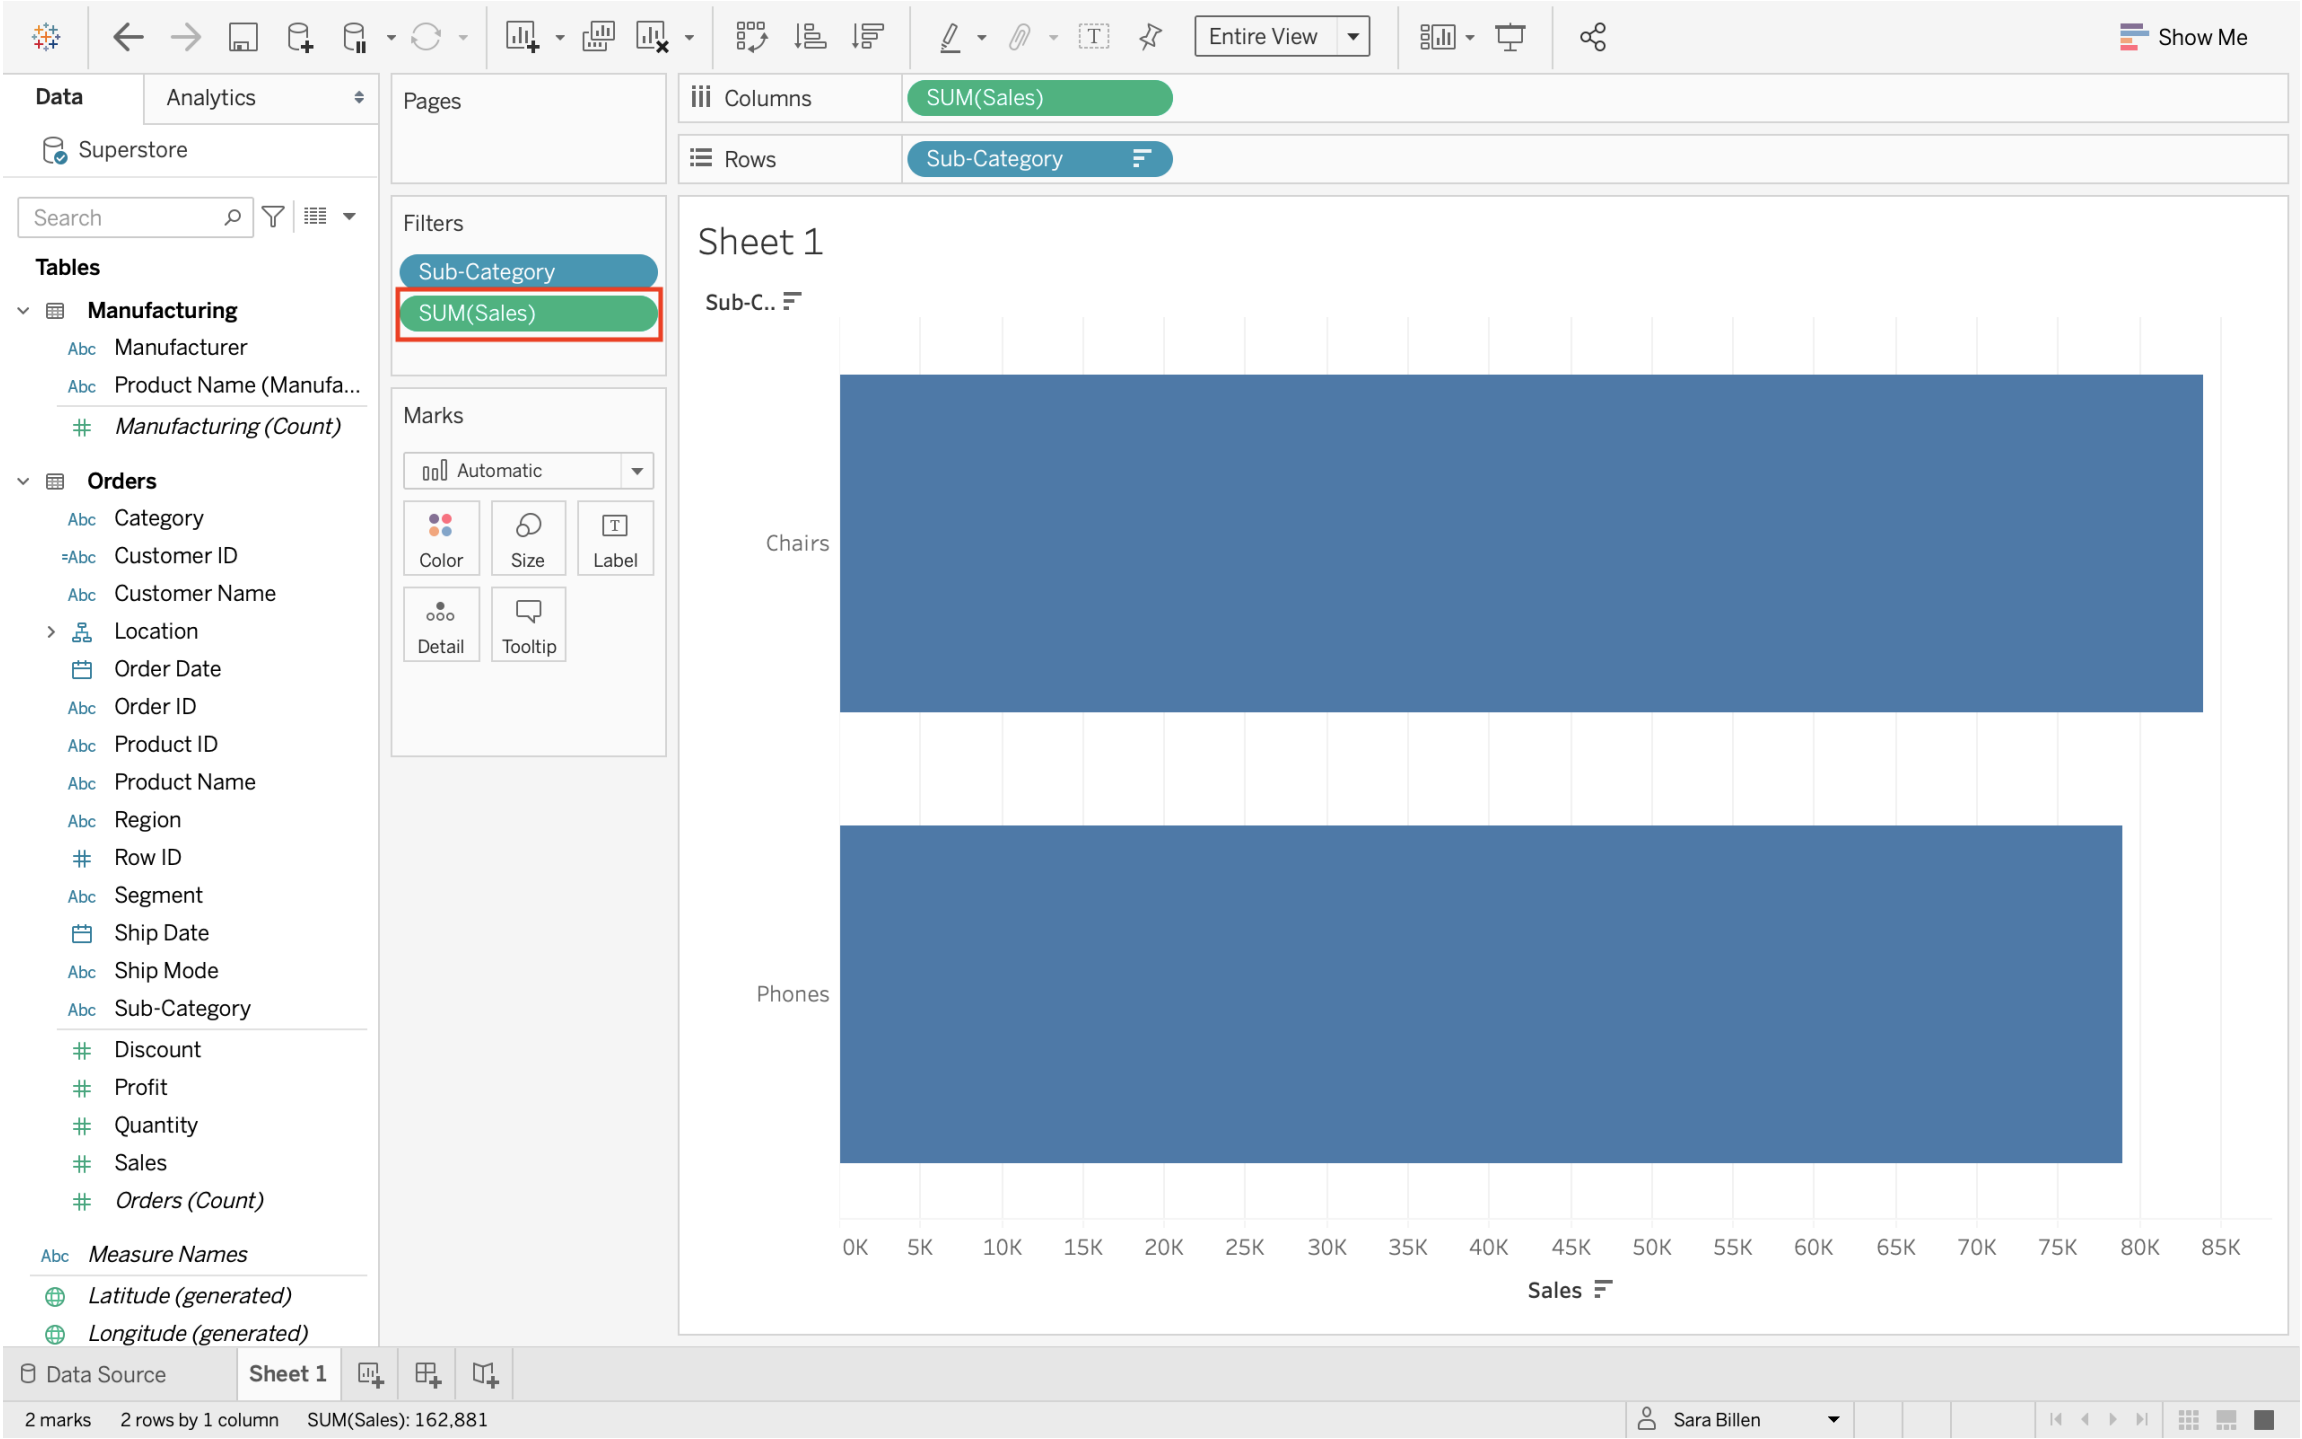 Entire View
Show Me
Data
Analytics
Pages
Columns
SUM(Sales)
Superstore
Rows
Sub-Category
Search
Filters
Sub-Category
SUM(Sales)
Tables
Manufacturing
Abc Manufacturer
Abc Product Name (Manufa...
# Manufacturing (Count)
Orders
Abc Category
=Abc Customer ID
Abc Customer Name
Location
Order Date
Abc Order ID
Abc Product ID
Abc Product Name
Abc Region
# Row ID
Abc Segment
Ship Date
Abc Ship Mode
Abc Sub-Category
# Discount
# Profit
# Quantity
# Sales
# Orders (Count)
Abc Measure Names
Latitude (generated)
Longitude (generated)
Marks
Automatic
Color
Size
T
Label
Detail
Tooltip
T
Sheet 1
Sub-C..
Chairs
Phones
0K 5K 10K 15K 20K 25K 30K 35K 40K 45K 50K 55K 60K 65K 70K 75K 80K 85K
Sales
Data Source
Sheet 1
2 marks
2 rows by 1 column
SUM(Sales): 162,881
Sara Billen